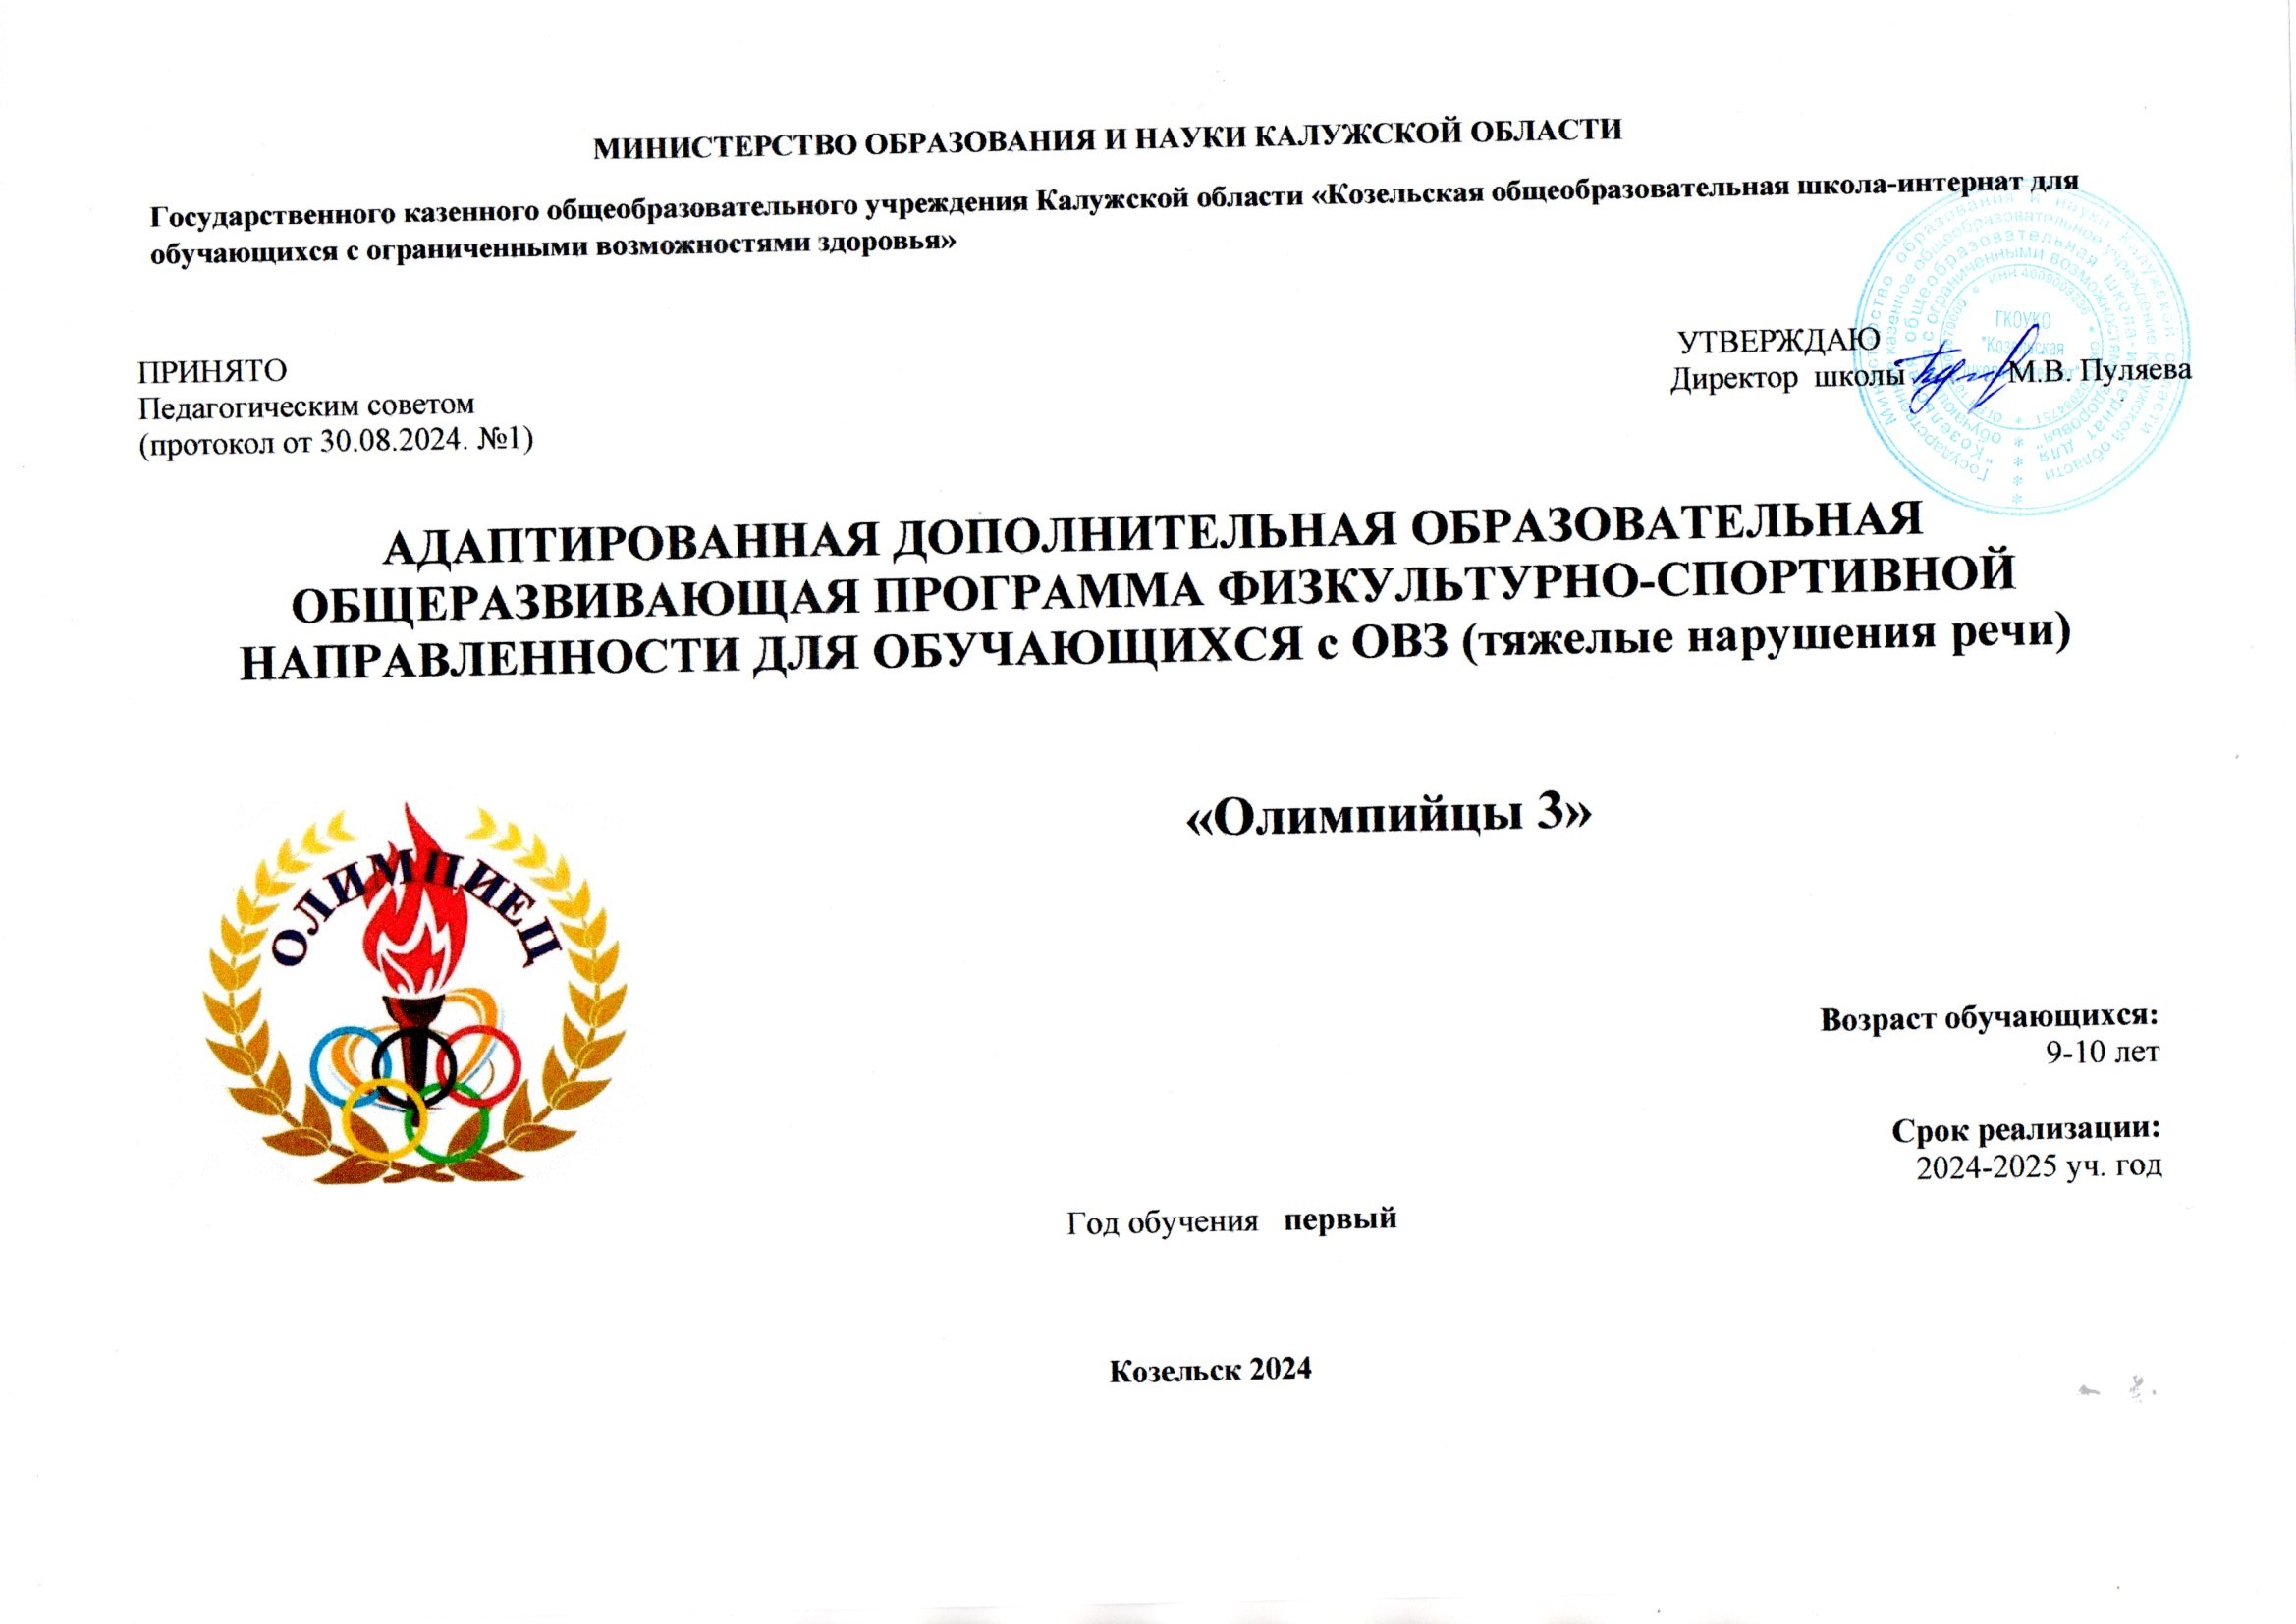 МИНИСТЕРСТВО ОБРАЗОВАНИЯ И НАУКИ КАЛУЖСКОЙ ОБЛАСТИ
Государственного казенного общеобразовательного учреждения Калужской области «Козельская общеобразовательная школа-интернат для
обучающихся с ограниченными возможностями здоровья»
ПРИНЯТО
Педагогическим советом
(протокол от 30.08.2024. №1)
УТВЕРЖДАЮ
Директор школы М.В. Пуляева
ГКОУКО
"Козельская
АДАПТИРОВАННАЯ ДОПОЛНИТЕЛЬНАЯ ОБРАЗОВАТЕЛЬНАЯ
ОБЩЕРАЗВИВАЮЩАЯ ПРОГРАММА ФИЗКУЛЬТУРНО-СПОРТИВНОЙ
НАПРАВЛЕННОСТИ ДЛЯ ОБУЧАЮЩИХСЯ с ОВЗ (тяжелые нарушения речи)
«Олимпийцы 3»
ОЛИМПИЕЦ
Возраст обучающихся:
9-10 лет
Срок реализации:
2024-2025 уч. год
Год обучения первый
Козельск 2024